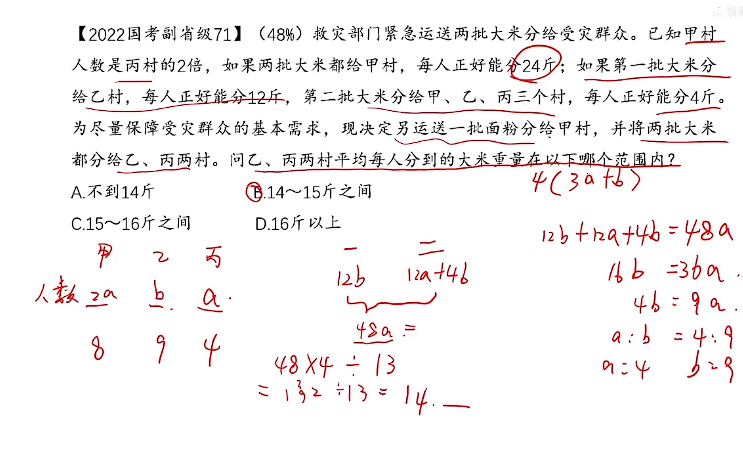 【2022国考副省级71】（48%）救灾部门紧急运送两批大米分给受灾群众。已知甲村
人数是丙村的2倍，如果两批大米都给甲村，每人正好能分24斤；如果第一批大米分
给乙村，每人正好能分12斤，第二批大米分给甲、乙、丙三个村，每人正好能分4斤。
为尽量保障受灾群众的基本需求，现决定另运送一批面粉分给甲村，并将两批大米
都分给乙、丙两村。问乙、丙两村平均每人分到的大米重量在以下哪个范围内？
A.不到14斤
B.14～15斤之间
C.15～16斤之间
D.16斤以上
4(3a+b)
甲 乙 丙
人数 2a b a
8 9 4
一 二
12b 12a+4b
48a =
48×4÷13
= 192÷13 = 14.
12b+12a+4b=48a
16b =36a
4b = 9a
a:b = 4:9
a=4 b=9